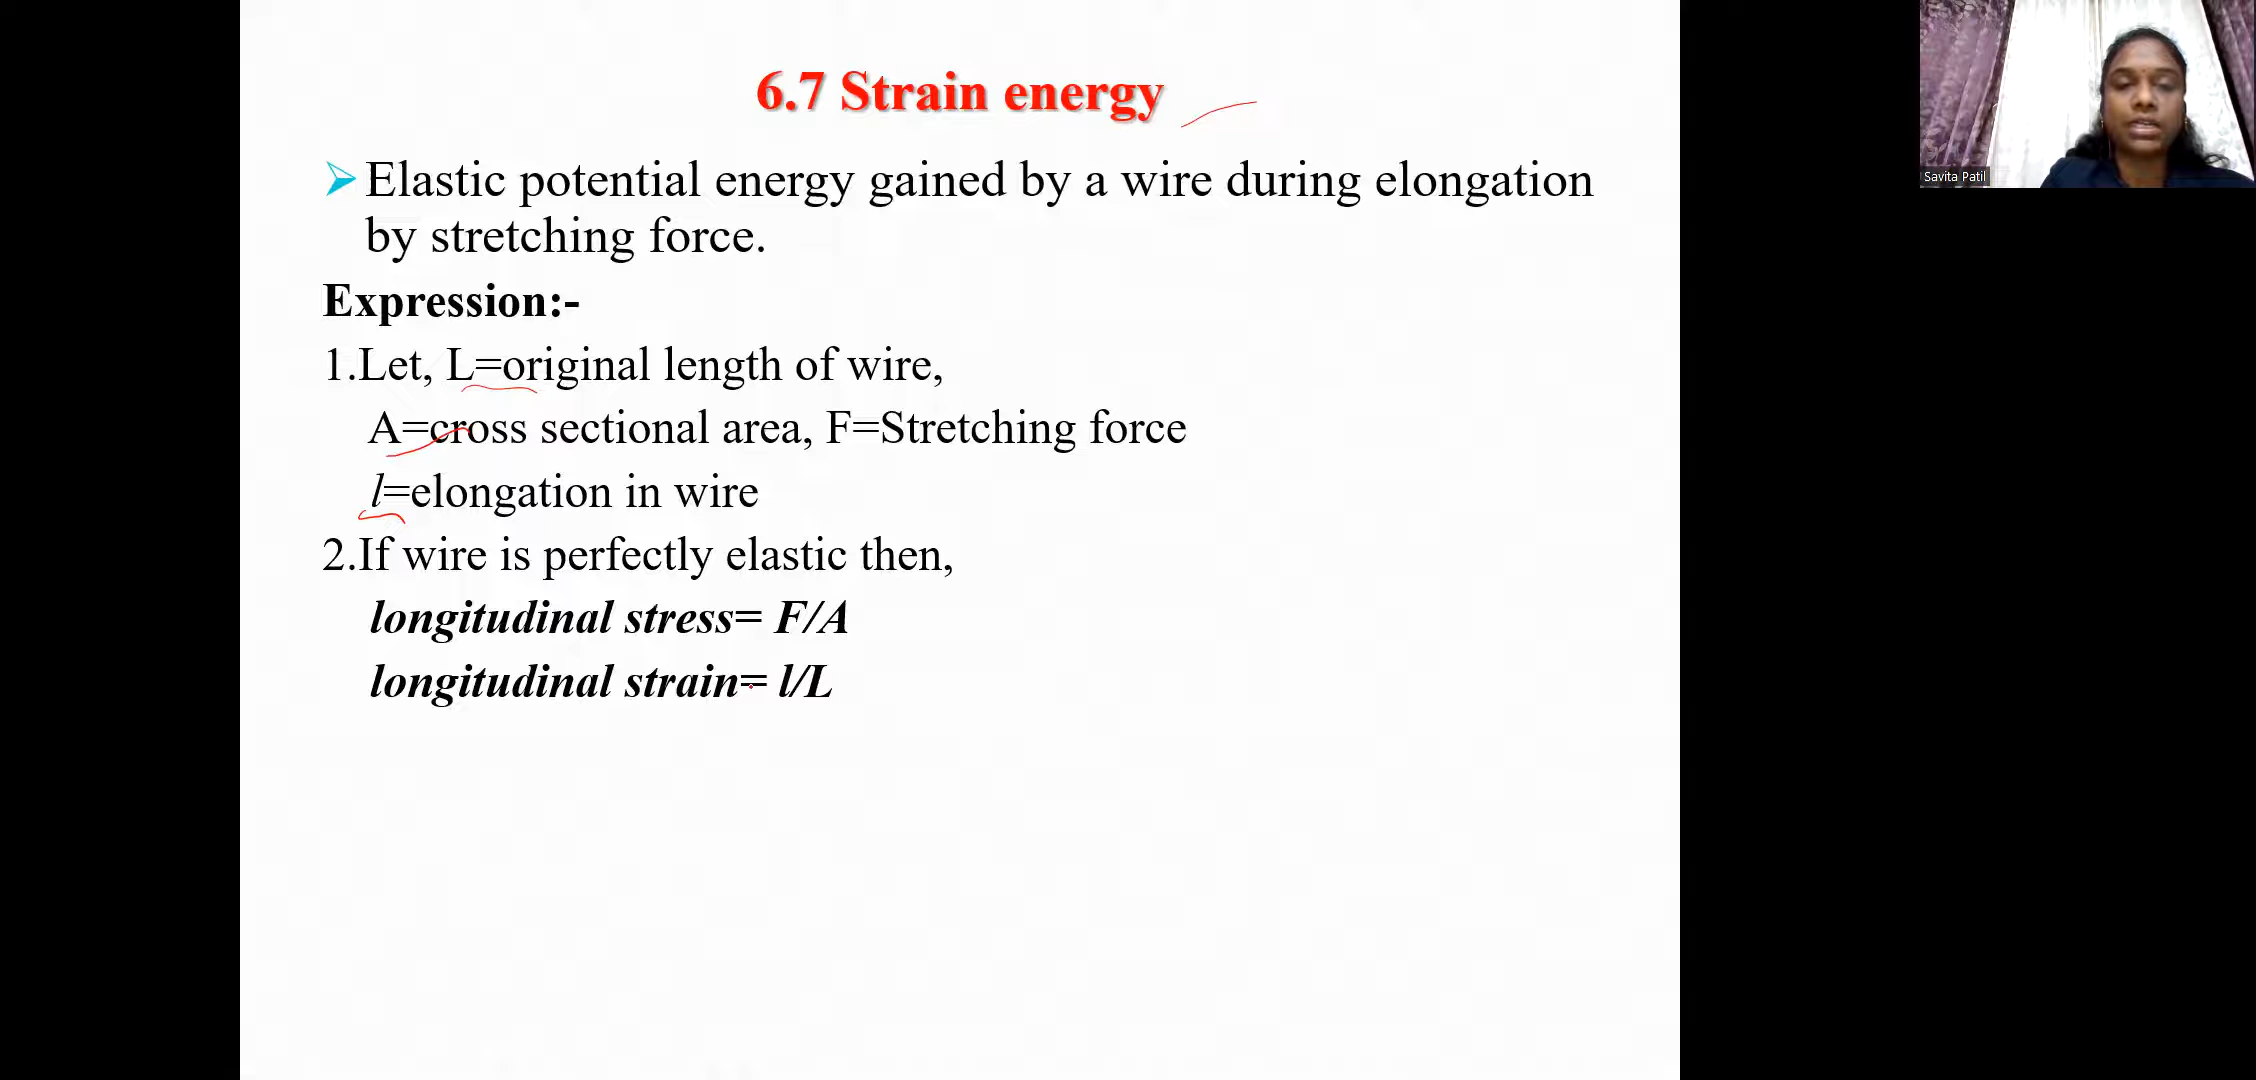 6.7 Strain energy
Elastic potential energy gained by a wire during elongation
by stretching force.
Expression:-
1.Let, L=original length of wire,
A=cross sectional area, F=Stretching force
l=elongation in wire
2.If wire is perfectly elastic then,
longitudinal stress= F/A
longitudinal strain= l/L
Savita Patil